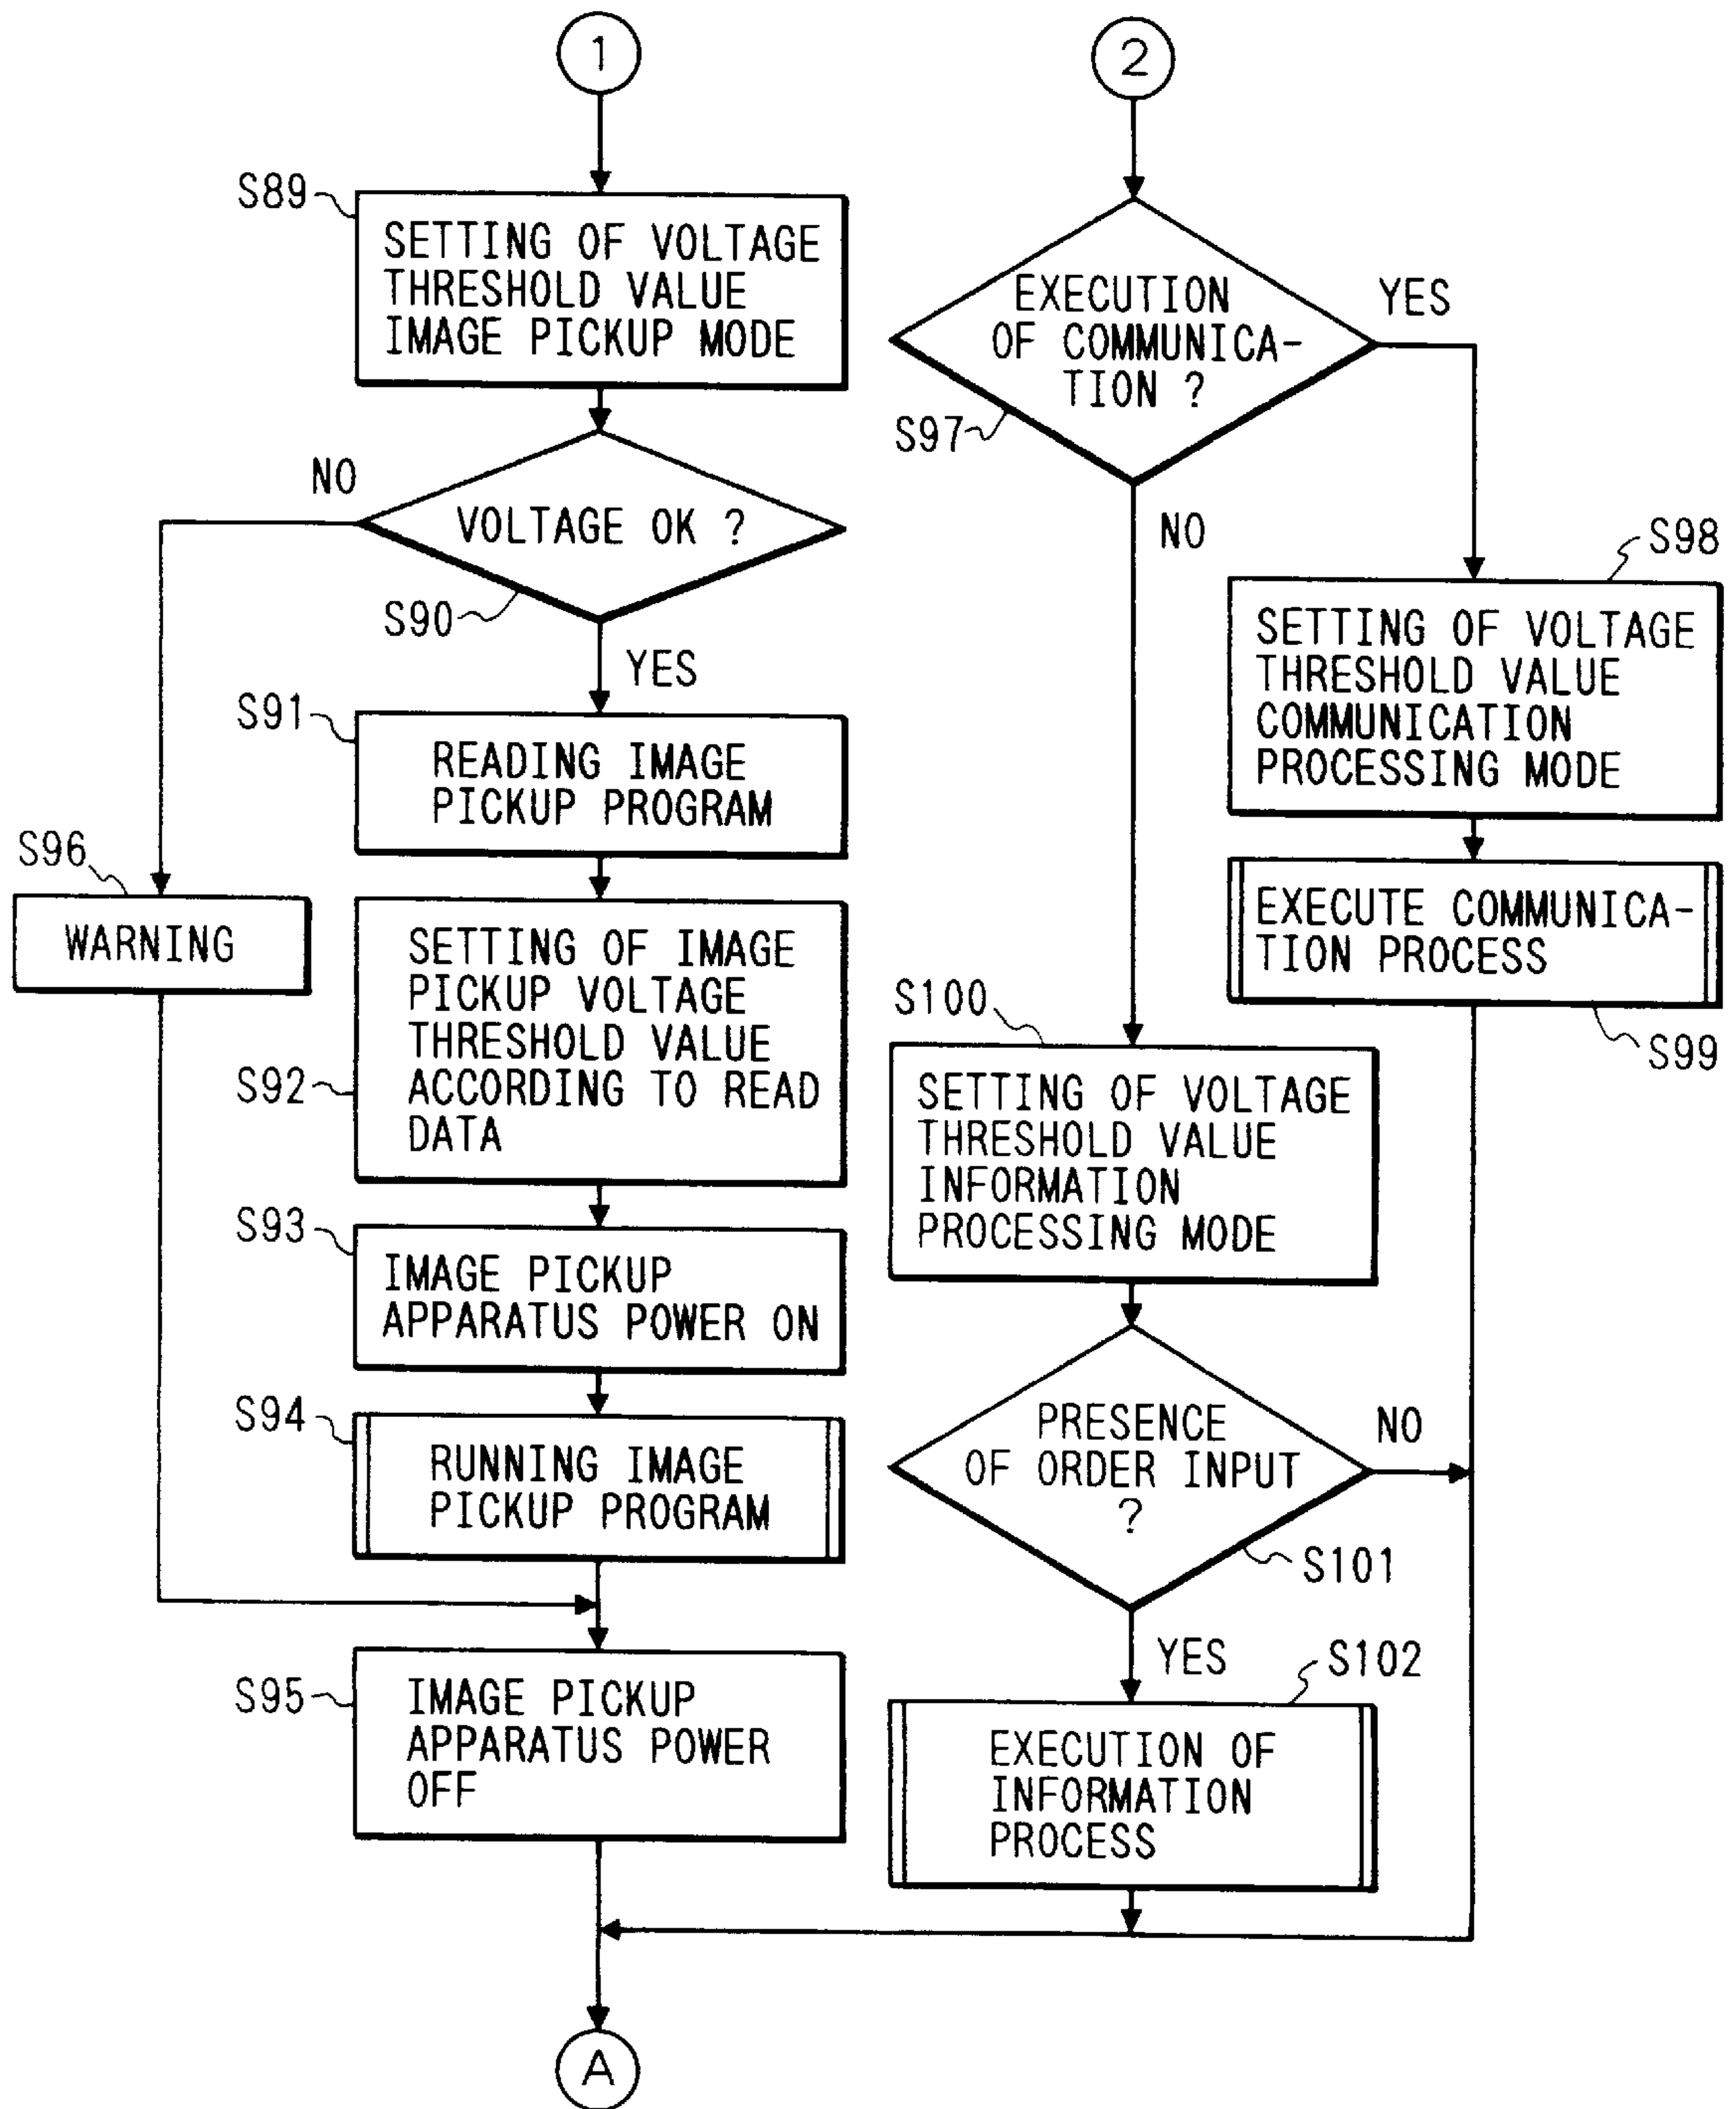 1
S89
SETTING OF VOLTAGE
THRESHOLD VALUE
IMAGE PICKUP MODE
NO
VOLTAGE OK ?
S90
YES
S91
READING IMAGE
PICKUP PROGRAM
S96
WARNING
SETTING OF IMAGE
PICKUP VOLTAGE
THRESHOLD VALUE
ACCORDING TO READ
DATA
S92
S93
IMAGE PICKUP
APPARATUS POWER ON
S94
RUNNING IMAGE
PICKUP PROGRAM
S95
IMAGE PICKUP
APPARATUS POWER
OFF
2
EXECUTION
OF COMMUNICA-
TION ?
YES
S97
NO
S98
SETTING OF VOLTAGE
THRESHOLD VALUE
COMMUNICATION
PROCESSING MODE
EXECUTE COMMUNICA-
TION PROCESS
S99
S100
SETTING OF VOLTAGE
THRESHOLD VALUE
INFORMATION
PROCESSING MODE
PRESENCE
OF ORDER INPUT
?
NO
S101
YES
S102
EXECUTION OF
INFORMATION
PROCESS
A